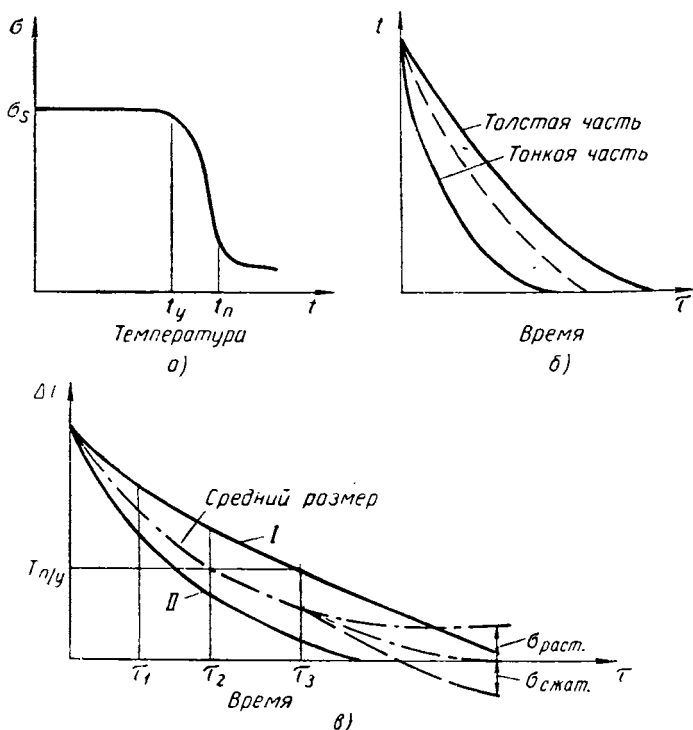 σ
σs
tу
tп
t
Температура
а)
t
Толстая часть
Тонкая часть
τ
Время
б)
Δl
Средний размер
I
Tп/у
II
σраст.
σсжат.
τ1
τ2
τ3
τ
Время
в)